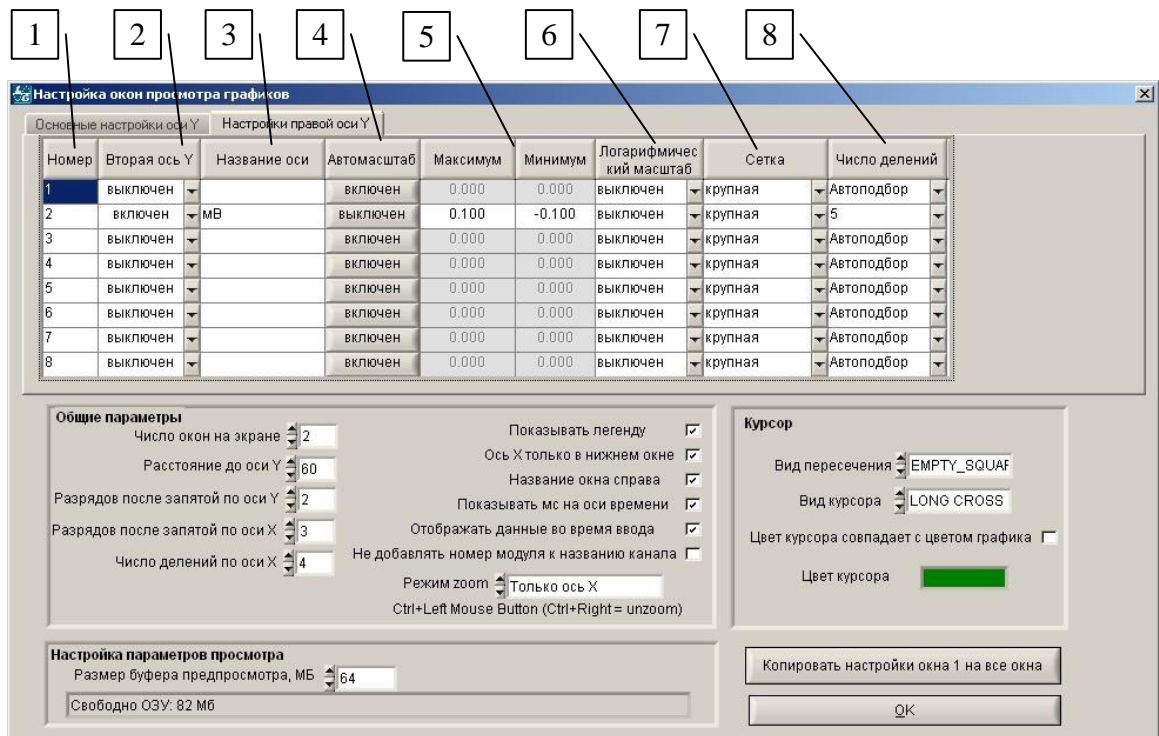 1 2 3 4 5 6 7 8
Настройка окон просмотра графиков
Основные настройки оси Y Настройки правой оси Y
Номер Вторая ось Y Название оси Автомасштаб Максимум Минимум Логарифмичес
кий масштаб Сетка Число делений
1 выключен включен 0.000 0.000 выключен крупная Автоподбор
2 включен мВ выключен 0.100 -0.100 выключен крупная 5
3 выключен включен 0.000 0.000 выключен крупная Автоподбор
4 выключен включен 0.000 0.000 выключен крупная Автоподбор
5 выключен включен 0.000 0.000 выключен крупная Автоподбор
6 выключен включен 0.000 0.000 выключен крупная Автоподбор
7 выключен включен 0.000 0.000 выключен крупная Автоподбор
8 выключен включен 0.000 0.000 выключен крупная Автоподбор
Общие параметры
Число окон на экране 2
Расстояние до оси Y 60
Разрядов после запятой по оси Y 2
Разрядов после запятой по оси X 3
Число делений по оси X 4
Показывать легенду
Ось X только в нижнем окне
Название окна справа
Показывать мс на оси времени
Отображать данные во время ввода
Не добавлять номер модуля к названию канала
Режим zoom Только ось X
Ctrl+Left Mouse Button (Ctrl+Right = unzoom)
Курсор
Вид пересечения EMPTY_SQUAF
Вид курсора LONG CROSS
Цвет курсора совпадает с цветом графика
Цвет курсора
Настройка параметров просмотра
Размер буфера предпросмотра, МБ 64
Свободно ОЗУ: 82 Мб
Копировать настройки окна 1 на все окна
OK